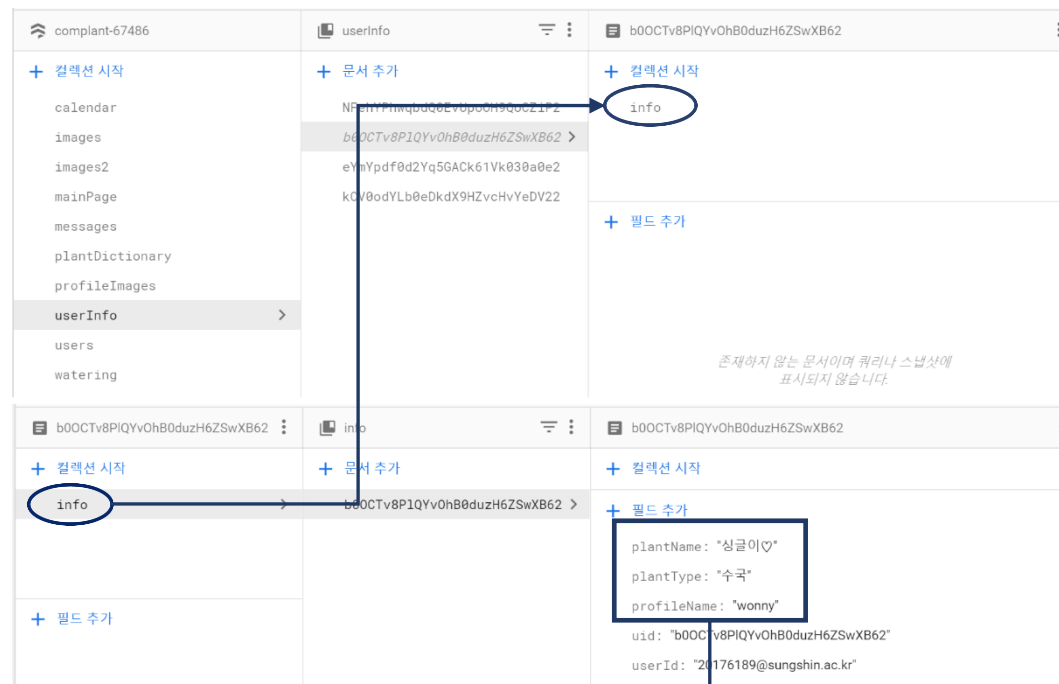 complant-67486
컬렉션 시작
calendar
images
images2
mainPage
messages
plantDictionary
profileImages
userInfo
users
watering
userInfo
문서 추가
b0OCTv8PlQYvOhB0duzH6ZSwXB62
eYmYpdf0d2Yq5GACk61Vk030a0e2
kCV0odYLb0eDkdX9HZvcHvYeDV22
b0OCTv8PlQYvOhB0duzH6ZSwXB62
컬렉션 시작
info
필드 추가
존재하지 않는 문서이며 쿼리나 스냅샷에
표시되지 않습니다.
b0OCTv8PlQYvOhB0duzH6ZSwXB62
컬렉션 시작
info
필드 추가
info
문서 추가
b0OCTv8PlQYvOhB0duzH6ZSwXB62
b0OCTv8PlQYvOhB0duzH6ZSwXB62
컬렉션 시작
필드 추가
plantName: "싱글이♡"
plantType: "수국"
profileName: "wonny"
uid: "b0OCTv8PlQYvOhB0duzH6ZSwXB62"
userId: "20176189@sungshin.ac.kr"